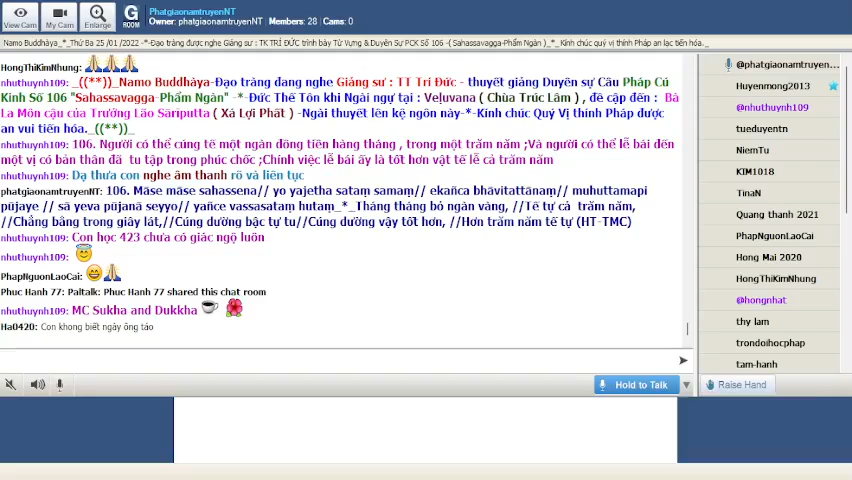 PhatgiaonamtruyenNT
Owner: phatgiaonamtruyenNT Members: 28 Cams: 0
View Cam My Cam Enlarge G ROOM
Namo Buddhàya_*_Thứ Ba 25 /01 /2022 -*-Đạo tràng được nghe Giảng sư : TK TRÍ ĐỨC trình bày Từ Vựng & Duyên Sự PCK Số 106 -( Sahassavagga-Phẩm Ngàn )_*_Kính chúc quý vị thính Pháp an lạc tiến hóa._
HongThiKimNhung:
nhuthuynh109: _((**))_Namo Buddhàya-Đạo tràng đang nghe Giảng sư : TT Trí Đức - thuyết giảng Duyên sự Câu Pháp Cú
Kinh Số 106 "Sahassavagga-Phẩm Ngàn" -*-Đức Thế Tôn khi Ngài ngự tại : Veḷuvana ( Chùa Trúc Lâm ) , đề cập đến : Bà
La Môn cậu của Trưởng Lão Sāriputta ( Xá Lợi Phất ) -Ngài thuyết lên kệ ngôn này-*-Kính chúc Quý Vị thính Pháp được
an vui tiến hóa._((**))_
nhuthuynh109: 106. Người có thể cúng tế một ngàn đồng tiền hàng tháng , trong một trăm năm ;Và người có thể lễ bái đến
một vị có bản thân đã tu tập trong phúc chốc ;Chính việc lễ bái ấy là tốt hơn vật tế lễ cả trăm năm
nhuthuynh109: Dạ thưa con nghe âm thanh rõ và liên tục
phatgiaonamtruyenNT: 106. Māse māse sahassena// yo yajetha sataṃ samaṃ// ekañca bhāvitattānaṃ// muhuttamapi
pūjaye // sā yeva pūjanā seyyo// yañce vassasataṃ hutaṃ_*_Tháng tháng bỏ ngàn vàng, //Tế tự cả trăm năm,
//Chẳng bằng trong giây lát,//Cúng dường bậc tự tu//Cúng dường vậy tốt hơn, //Hơn trăm năm tế tự (HT-TMC)
nhuthuynh109: Con học 423 chưa có giác ngộ luôn
nhuthuynh109:
PhapNguonLaoCai:
Phuc Hanh 77: Paltalk: Phuc Hanh 77 shared this chat room
nhuthuynh109: MC Sukha and Dukkha
Ha0420: Con khong biết ngày ông táo
Hold to Talk
@phatgiaonamtruyen...
Huyenmong2013
@nhuthuynh109
tueduyentn
NiemTu
KIM1018
TinaN
Quang thanh 2021
PhapNguonLaoCai
Hong Mai 2020
HongThiKimNhung
@hongnhat
thy lam
trondoihocphap
tam-hanh
Raise Hand